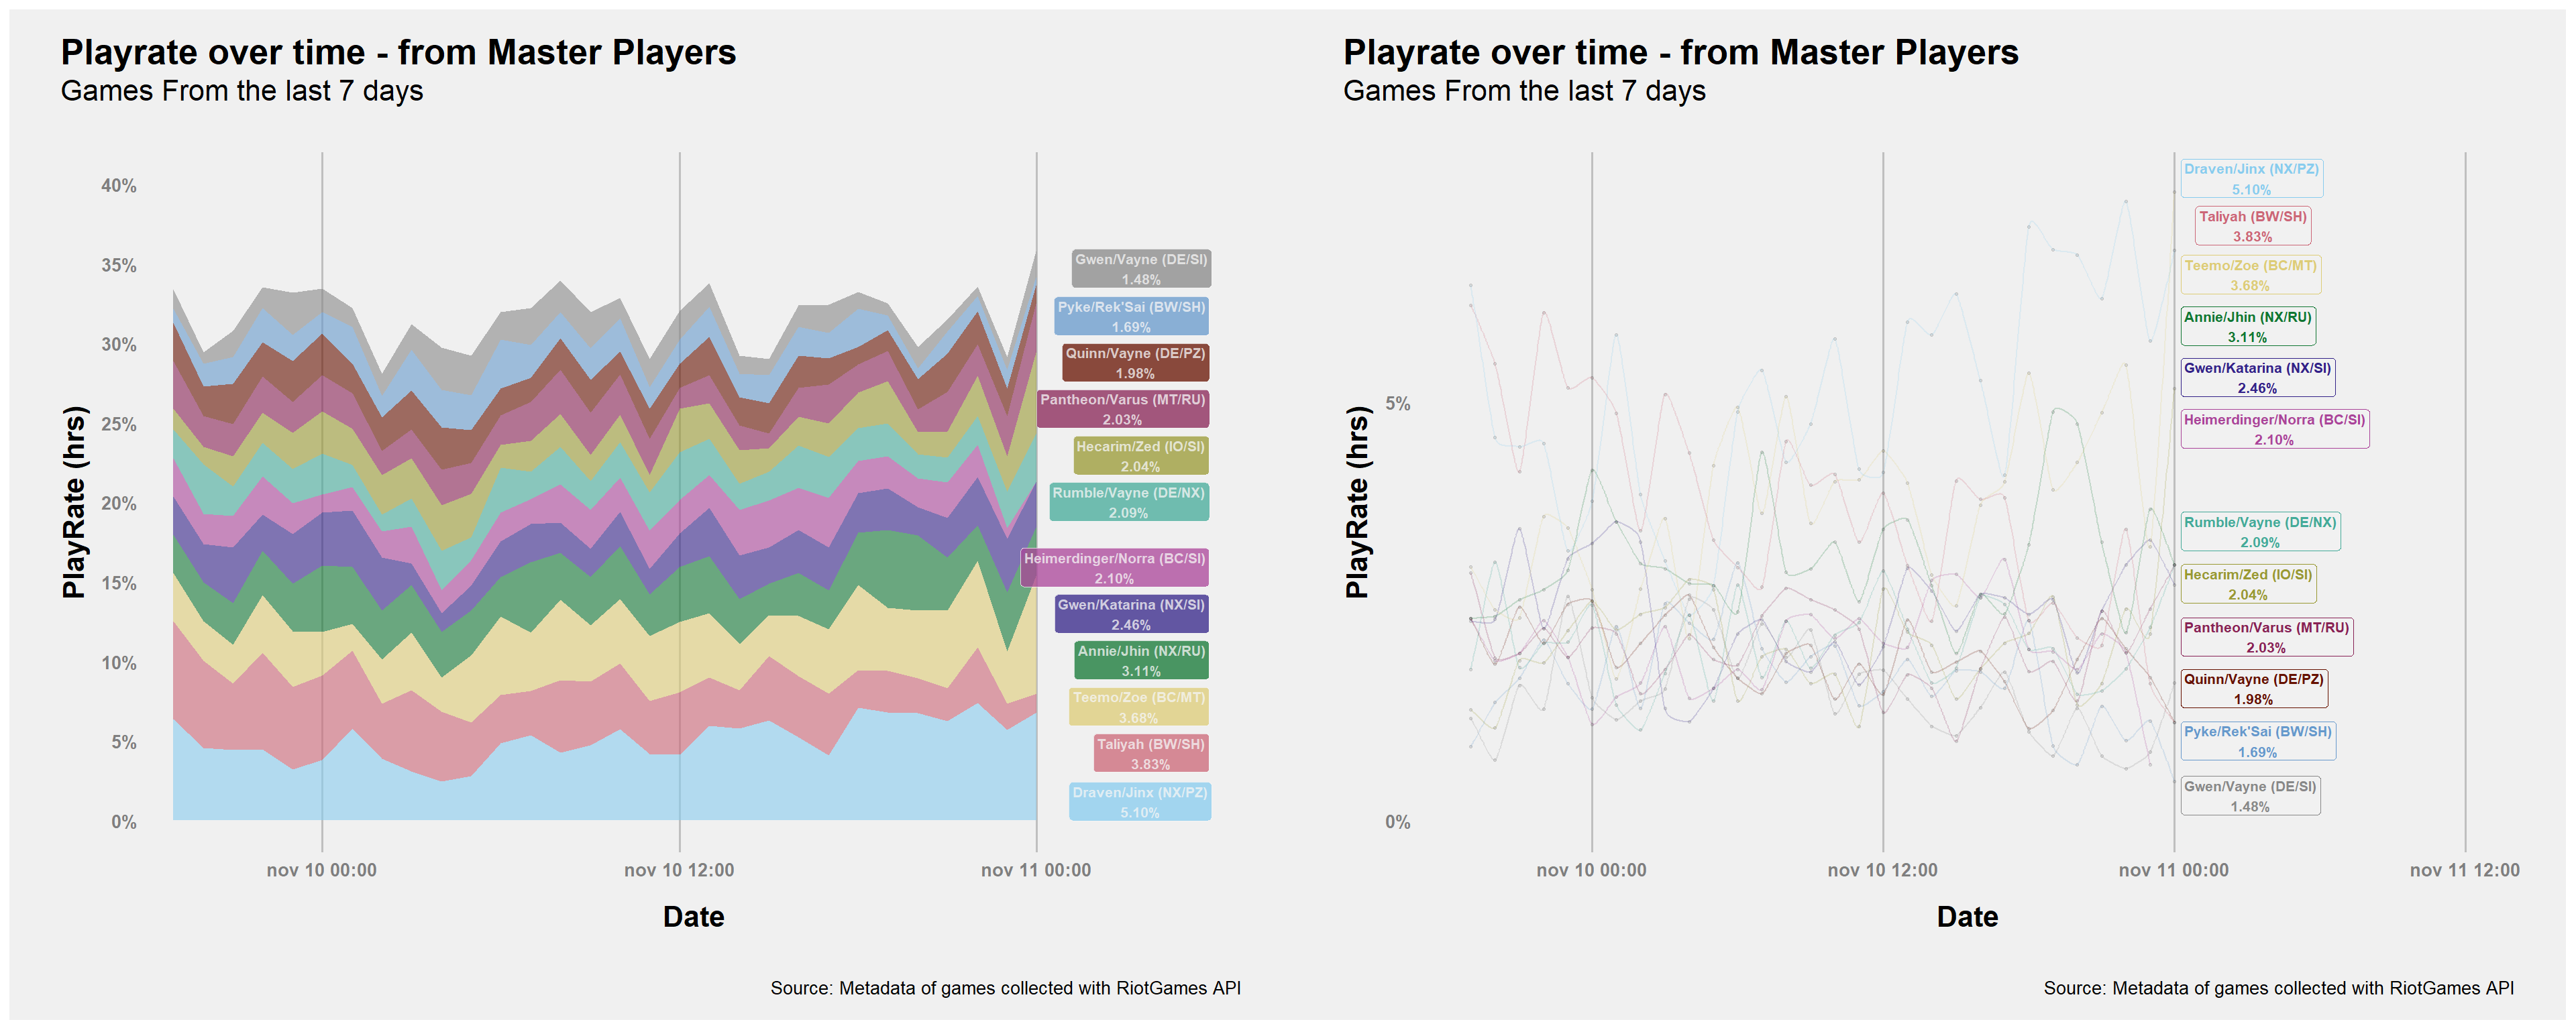 Playrate over time - from Master Players
Games From the last 7 days
PlayRate (hrs)
40%
35%
30%
25%
20%
15%
10%
5%
0%
Gwen/Vayne (DE/SI)
1.48%
Pyke/Rek'Sai (BW/SH)
1.69%
Quinn/Vayne (DE/PZ)
1.98%
Pantheon/Varus (MT/RU)
2.03%
Hecarim/Zed (IO/SI)
2.04%
Rumble/Vayne (DE/NX)
2.09%
Heimerdinger/Norra (BC/SI)
2.10%
Gwen/Katarina (NX/SI)
2.46%
Annie/Jhin (NX/RU)
3.11%
Teemo/Zoe (BC/MT)
3.68%
Taliyah (BW/SH)
3.83%
Draven/Jinx (NX/PZ)
5.10%
nov 10 00:00
nov 10 12:00
nov 11 00:00
Date
Source: Metadata of games collected with RiotGames API
Playrate over time - from Master Players
Games From the last 7 days
PlayRate (hrs)
5%
0%
Draven/Jinx (NX/PZ)
5.10%
Taliyah (BW/SH)
3.83%
Teemo/Zoe (BC/MT)
3.68%
Annie/Jhin (NX/RU)
3.11%
Gwen/Katarina (NX/SI)
2.46%
Heimerdinger/Norra (BC/SI)
2.10%
Rumble/Vayne (DE/NX)
2.09%
Hecarim/Zed (IO/SI)
2.04%
Pantheon/Varus (MT/RU)
2.03%
Quinn/Vayne (DE/PZ)
1.98%
Pyke/Rek'Sai (BW/SH)
1.69%
Gwen/Vayne (DE/SI)
1.48%
nov 10 00:00
nov 10 12:00
nov 11 00:00
nov 11 12:00
Date
Source: Metadata of games collected with RiotGames API